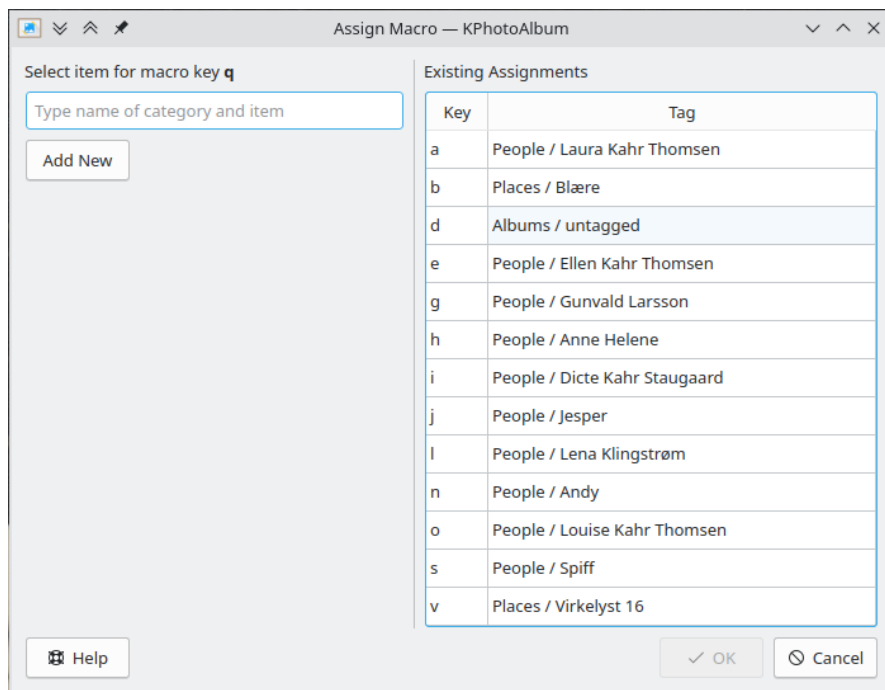 Assign Macro — KPhotoAlbum
Select item for macro key q
Type name of category and item
Add New
Existing Assignments
Key Tag
a People / Laura Kahr Thomsen
b Places / Blære
d Albums / untagged
e People / Ellen Kahr Thomsen
g People / Gunvald Larsson
h People / Anne Helene
i People / Dicte Kahr Staugaard
j People / Jesper
l People / Lena Klingstrøm
n People / Andy
o People / Louise Kahr Thomsen
s People / Spiff
v Places / Virkelyst 16
Help
OK
Cancel